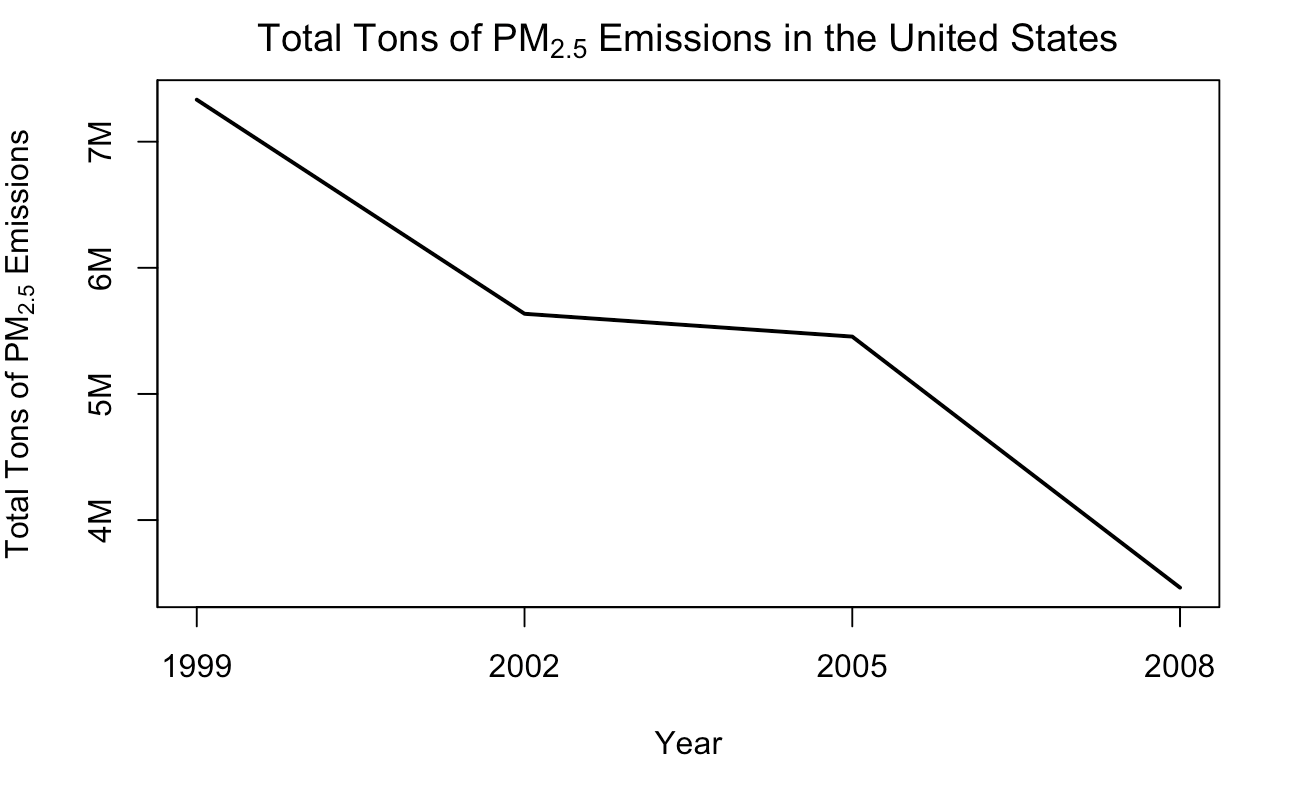 Total Tons of PM2.5 Emissions in the United States
Total Tons of PM2.5 Emissions
7M
6M
5M
4M
1999 2002 2005 2008
Year